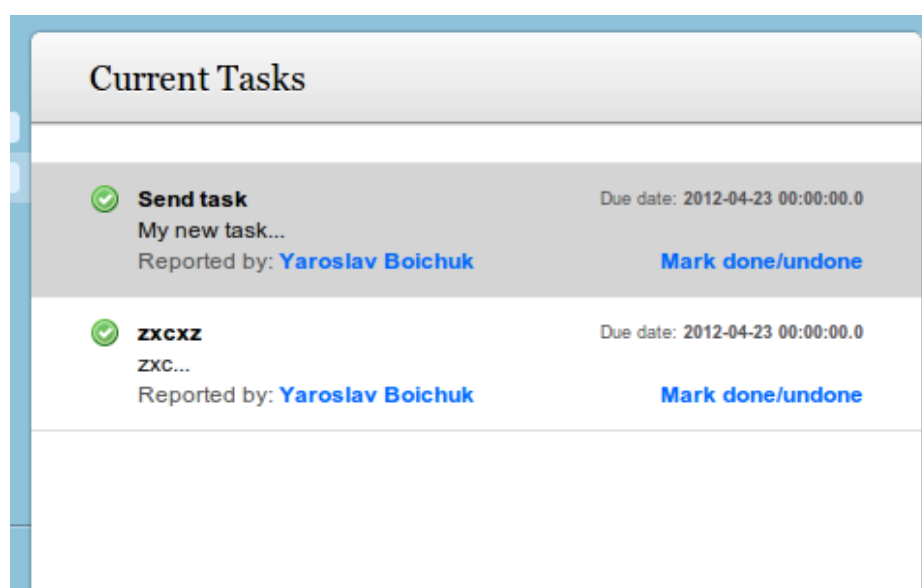 Current Tasks
Send task Due date: 2012-04-23 00:00:00.0
My new task...
Reported by: Yaroslav Boichuk Mark done/undone
zxcxz Due date: 2012-04-23 00:00:00.0
zxc...
Reported by: Yaroslav Boichuk Mark done/undone